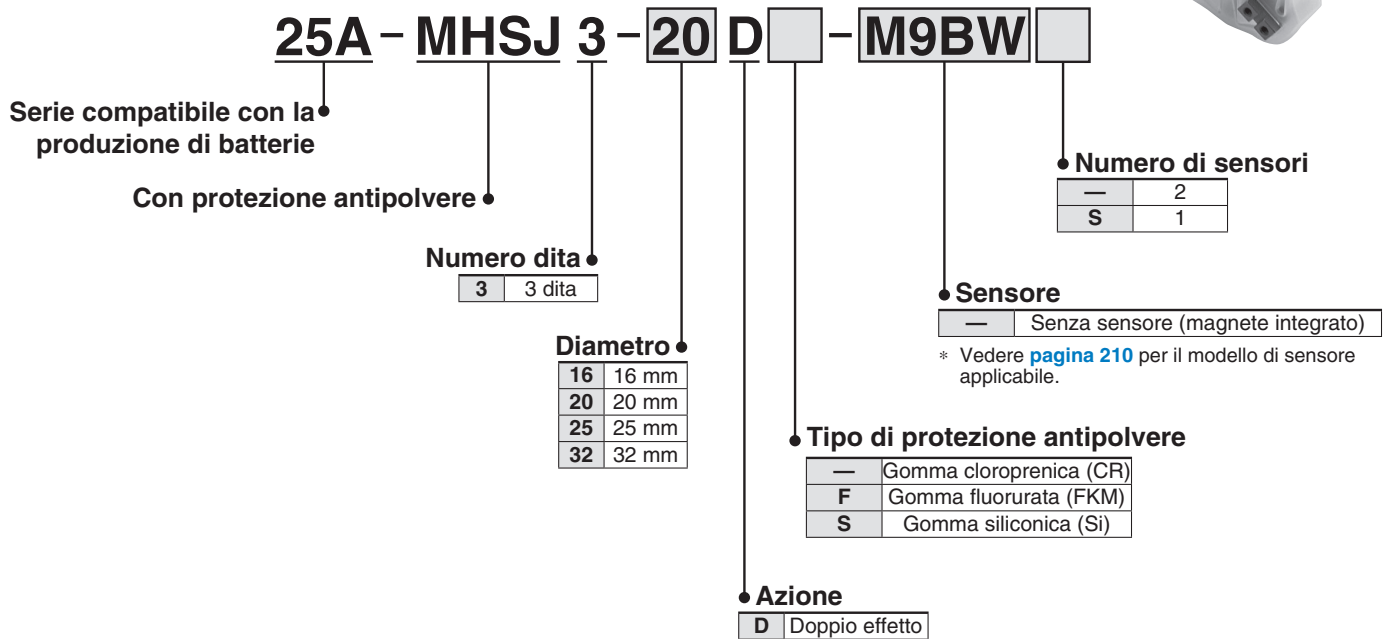 25A – MHSJ 3 – 20 D – M9BW
Serie compatibile con la
produzione di batterie
Con protezione antipolvere
Numero dita
3 3 dita
Diametro
16 16 mm
20 20 mm
25 25 mm
32 32 mm
Numero di sensori
— 2
S 1
Sensore
— Senza sensore (magnete integrato)
* Vedere pagina 210 per il modello di sensore
applicabile.
Tipo di protezione antipolvere
— Gomma cloroprenica (CR)
F Gomma fluorurata (FKM)
S Gomma siliconica (Si)
Azione
D Doppio effetto